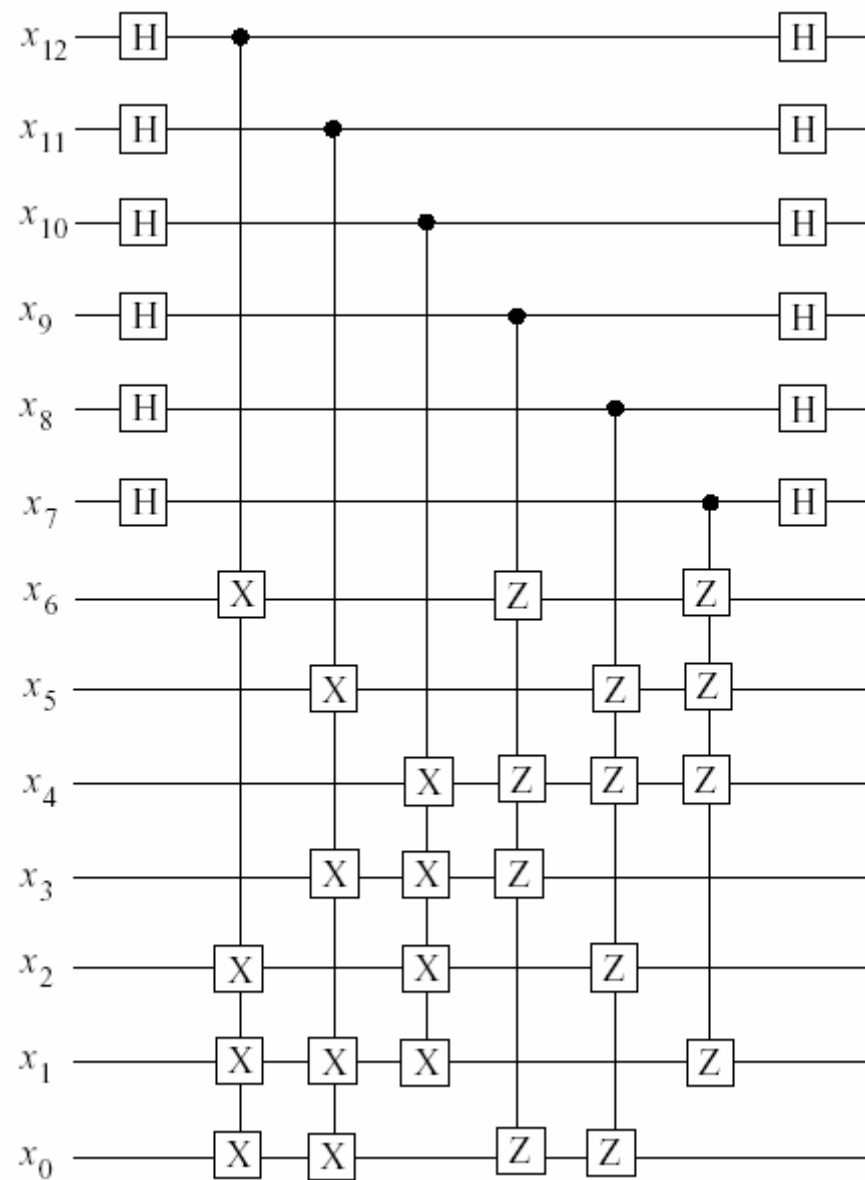 x12 H H
x11 H H
x10 H H
x9 H H
x8 H H
x7 H H
x6 X Z Z
x5 X Z Z
x4 X Z Z Z
x3 X X Z
x2 X X Z
x1 X X X Z
x0 X X Z Z